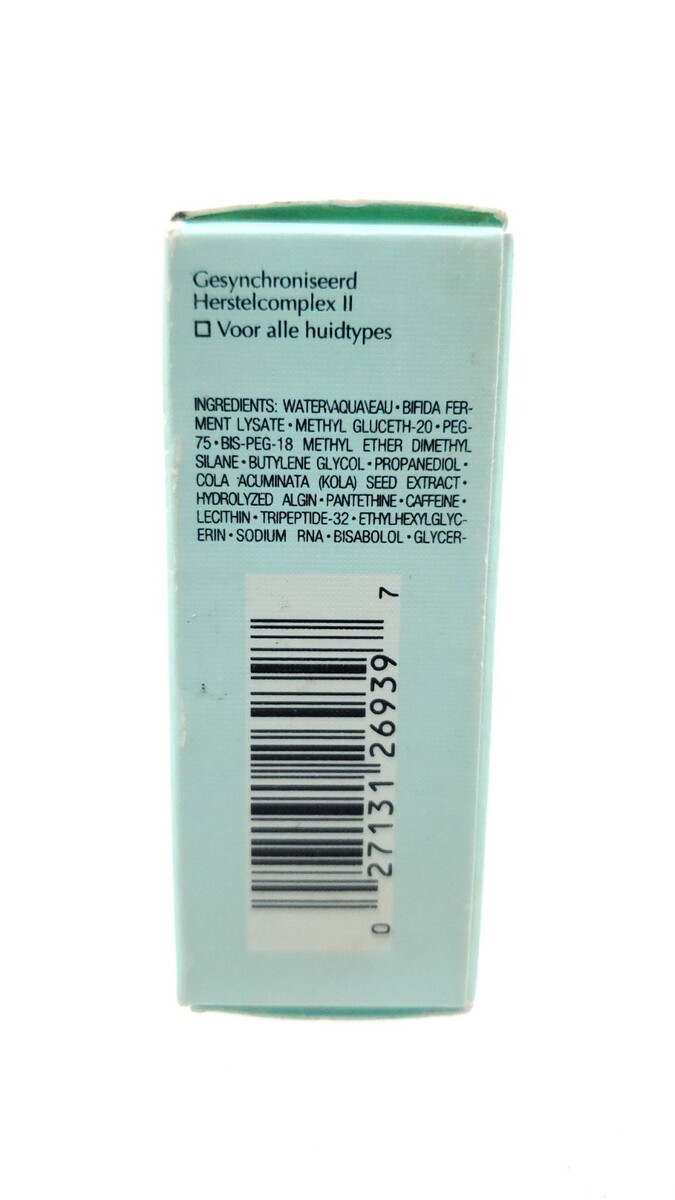 Gesynchroniseerd
Herstelcomplex II
☐ Voor alle huidtypes
INGREDIENTS: WATER\AQUA\EAU • BIFIDA FER-
MENT LYSATE • METHYL GLUCETH-20 • PEG-
75 • BIS-PEG-18 METHYL ETHER DIMETHYL
SILANE • BUTYLENE GLYCOL • PROPANEDIOL •
COLA ACUMINATA (KOLA) SEED EXTRACT •
HYDROLYZED ALGIN • PANTETHINE • CAFFEINE •
LECITHIN • TRIPEPTIDE-32 • ETHYLHEXYLGLYC-
ERIN • SODIUM RNA • BISABOLOL • GLYCER-
0 27131 26939 7